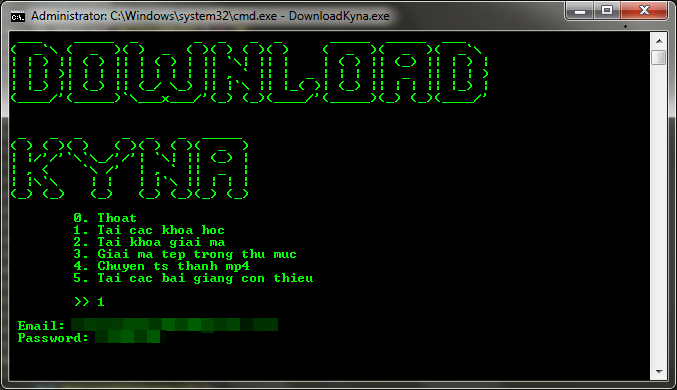 Administrator: C:\Windows\system32\cmd.exe - DownloadKyna.exe
DOWNLOAD
KYNA
0. Thoat
1. Tai cac khoa hoc
2. Tai khoa giai ma
3. Giai ma tep trong thu muc
4. Chuyen ts thanh mp4
5. Tai cac bai giang con thieu
>> 1
Email:
Password: